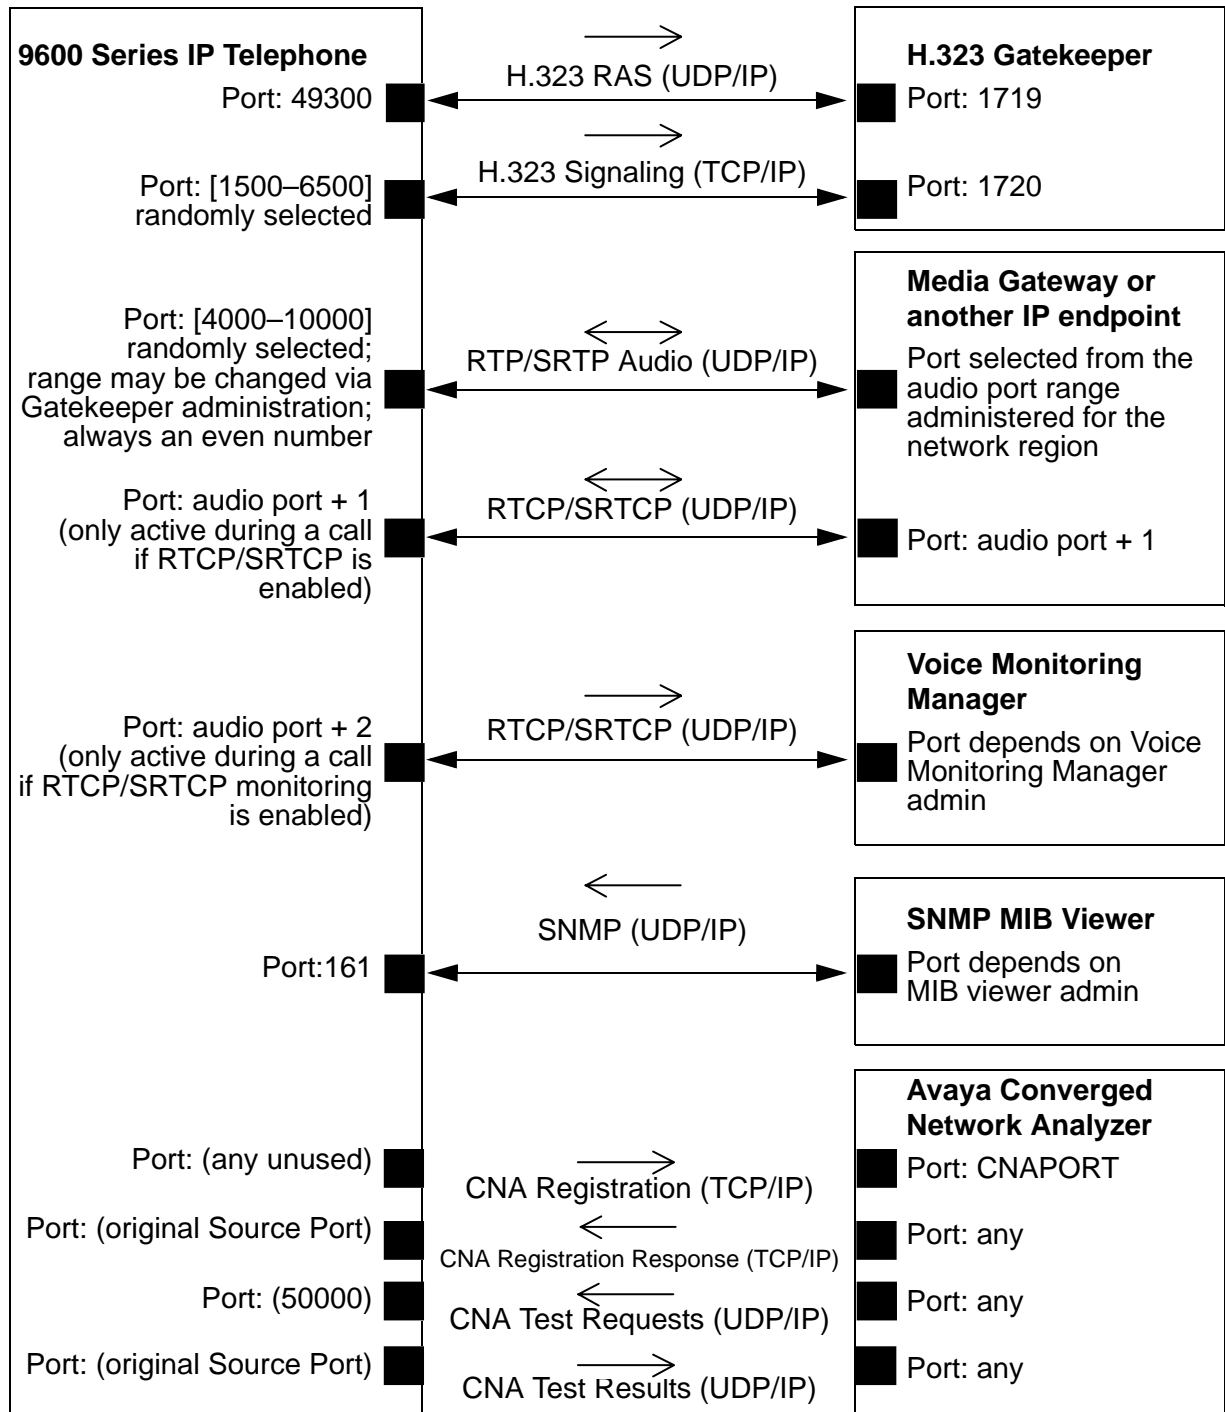 9600 Series IP Telephone
H.323 RAS (UDP/IP)
H.323 Gatekeeper
Port: 49300
Port: 1719
H.323 Signaling (TCP/IP)
Port: [1500–6500]
randomly selected
Port: 1720
Media Gateway or
another IP endpoint
Port: [4000–10000]
randomly selected;
range may be changed via
Gatekeeper administration;
always an even number
RTP/SRTP Audio (UDP/IP)
Port selected from the
audio port range
administered for the
network region
Port: audio port + 1
(only active during a call
if RTCP/SRTCP is
enabled)
RTCP/SRTCP (UDP/IP)
Port: audio port + 1
Voice Monitoring
Manager
Port: audio port + 2
(only active during a call
if RTCP/SRTCP monitoring
is enabled)
RTCP/SRTCP (UDP/IP)
Port depends on Voice
Monitoring Manager
admin
SNMP (UDP/IP)
SNMP MIB Viewer
Port:161
Port depends on
MIB viewer admin
Avaya Converged
Network Analyzer
Port: (any unused)
CNA Registration (TCP/IP)
Port: CNAPORT
Port: (original Source Port)
CNA Registration Response (TCP/IP)
Port: any
Port: (50000)
CNA Test Requests (UDP/IP)
Port: any
Port: (original Source Port)
CNA Test Results (UDP/IP)
Port: any